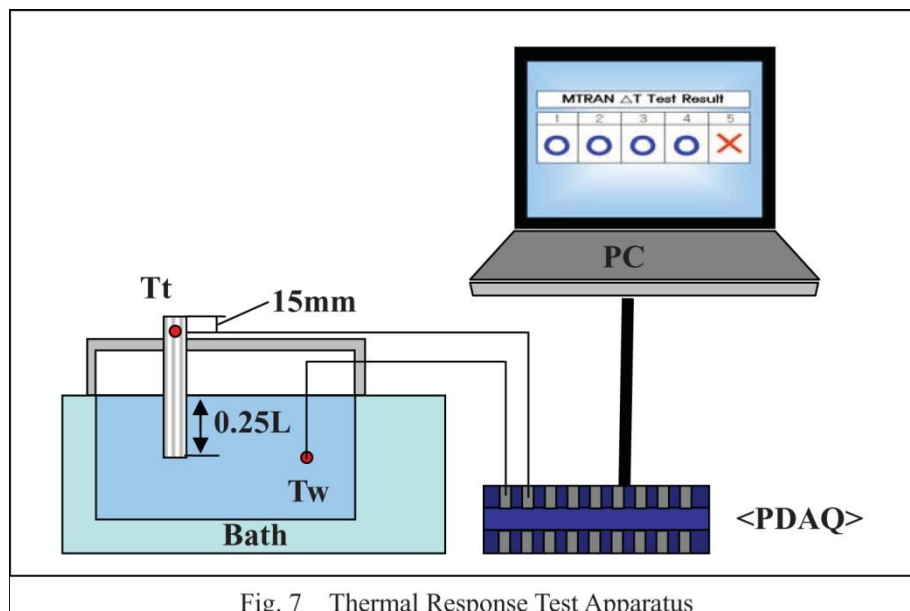 MTRAN △T Test Result
1 2 3 4 5
O O O O X
PC
Tt
15mm
0.25L
Tw
Bath
<PDAQ>
Fig. 7 Thermal Response Test Apparatus